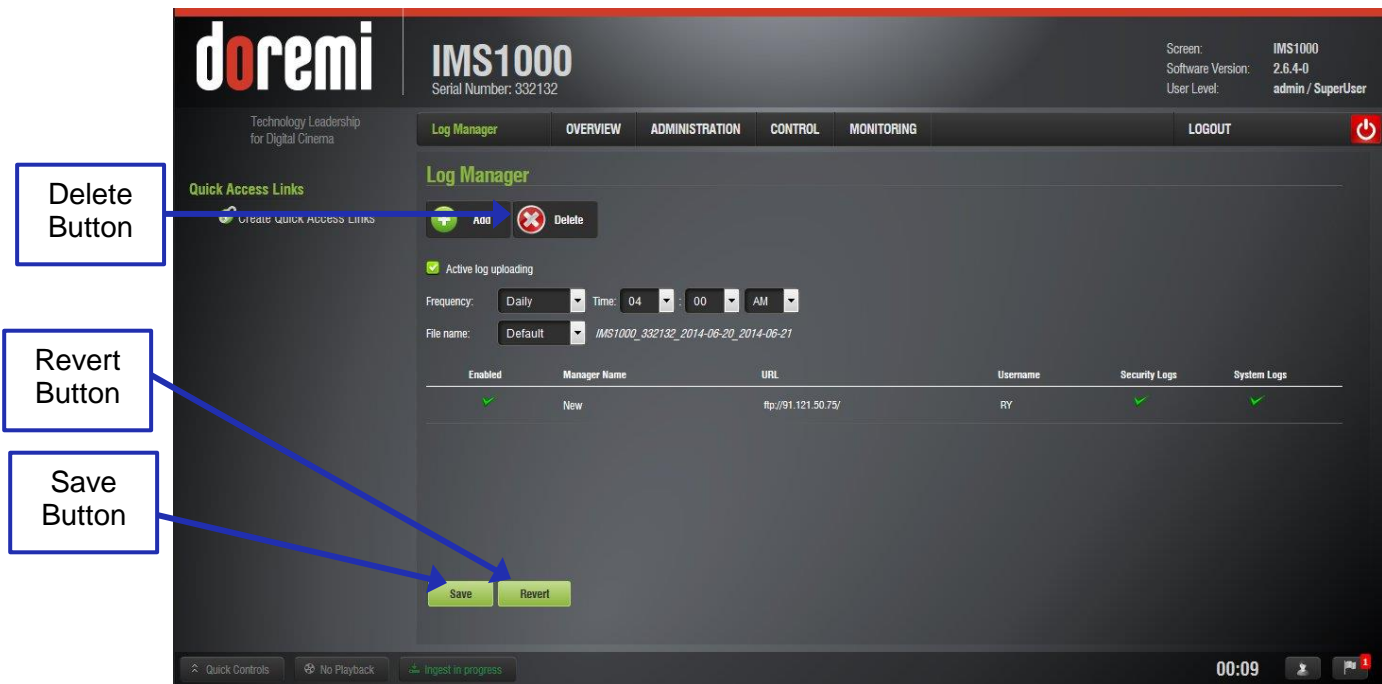 doremi
Technology Leadership
for Digital Cinema
IMS1000
Serial Number: 332132
Screen: IMS1000
Software Version: 2.6.4-0
User Level: admin / SuperUser
Log Manager OVERVIEW ADMINISTRATION CONTROL MONITORING LOGOUT
Delete
Button
Quick Access Links
Create Quick Access Links
Log Manager
Add Delete
Active log uploading
Frequency: Daily Time: 04 : 00 AM
File name: Default IMS1000_332132_2014-06-20_2014-06-21
Revert
Button
Enabled Manager Name URL Username Security Logs System Logs
New ftp://91.121.50.75/ RY
Save
Button
Save Revert
Quick Controls No Playback Ingest in progress 00:09 1